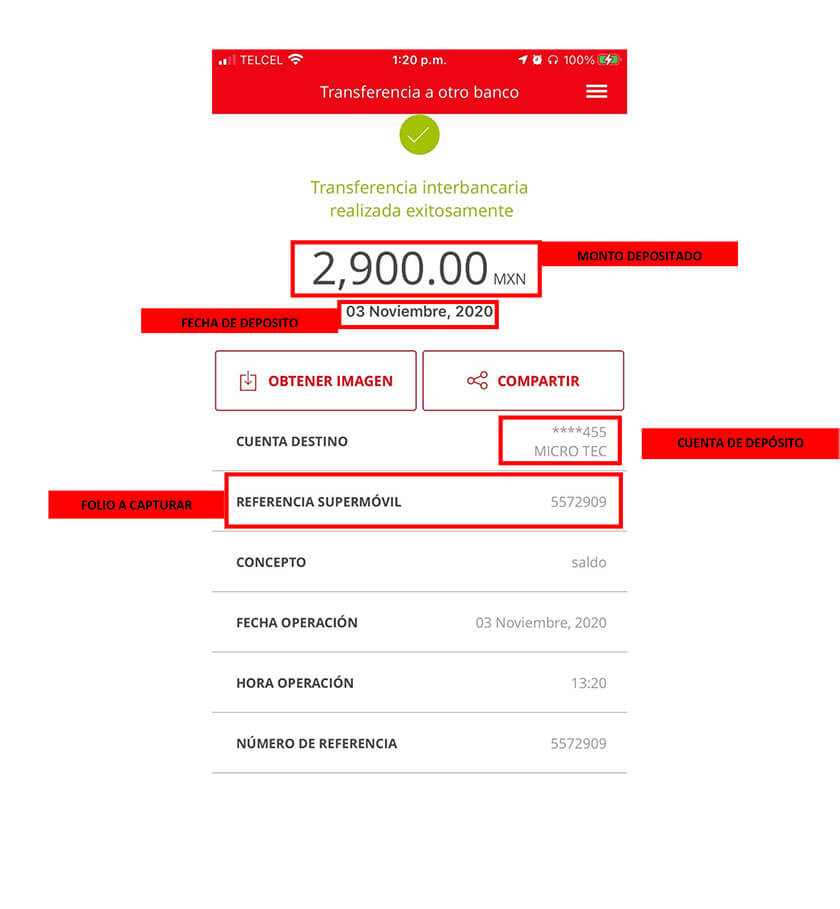 TELCEL 1:20 p.m. 100%
Transferencia a otro banco
Transferencia interbancaria
realizada exitosamente
2,900.00 MXN
MONTO DEPOSITADO
03 Noviembre, 2020
FECHA DE DEPOSITO
OBTENER IMAGEN
COMPARTIR
CUENTA DESTINO
****455
MICRO TEC
CUENTA DE DEPÓSITO
FOLIO A CAPTURAR
REFERENCIA SUPERMÓVIL 5572909
CONCEPTO saldo
FECHA OPERACIÓN 03 Noviembre, 2020
HORA OPERACIÓN 13:20
NÚMERO DE REFERENCIA 5572909